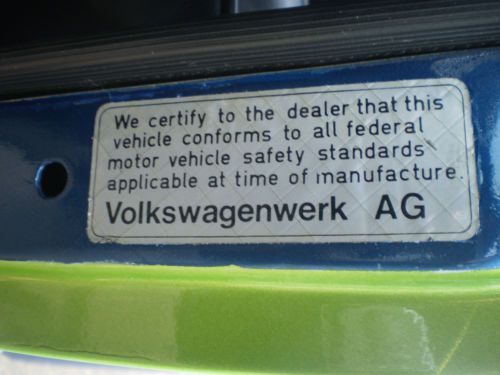 We certify to the dealer that this
vehicle conforms to all federal
motor vehicle safety standards
applicable at time of manufacture.
Volkswagenwerk AG